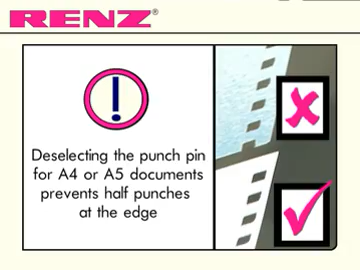 RENZ®
!
Deselecting the punch pin
for A4 or A5 documents
prevents half punches
at the edge